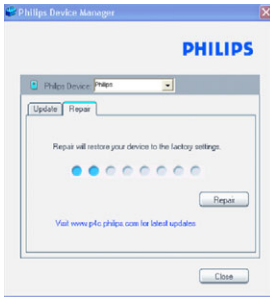 Philips Device Manager
PHILIPS
Philips Device Philips
Update Repair
Repair will restore your device to the factory settings.
Repair
Visit www.p4c.philips.com for latest updates
Close